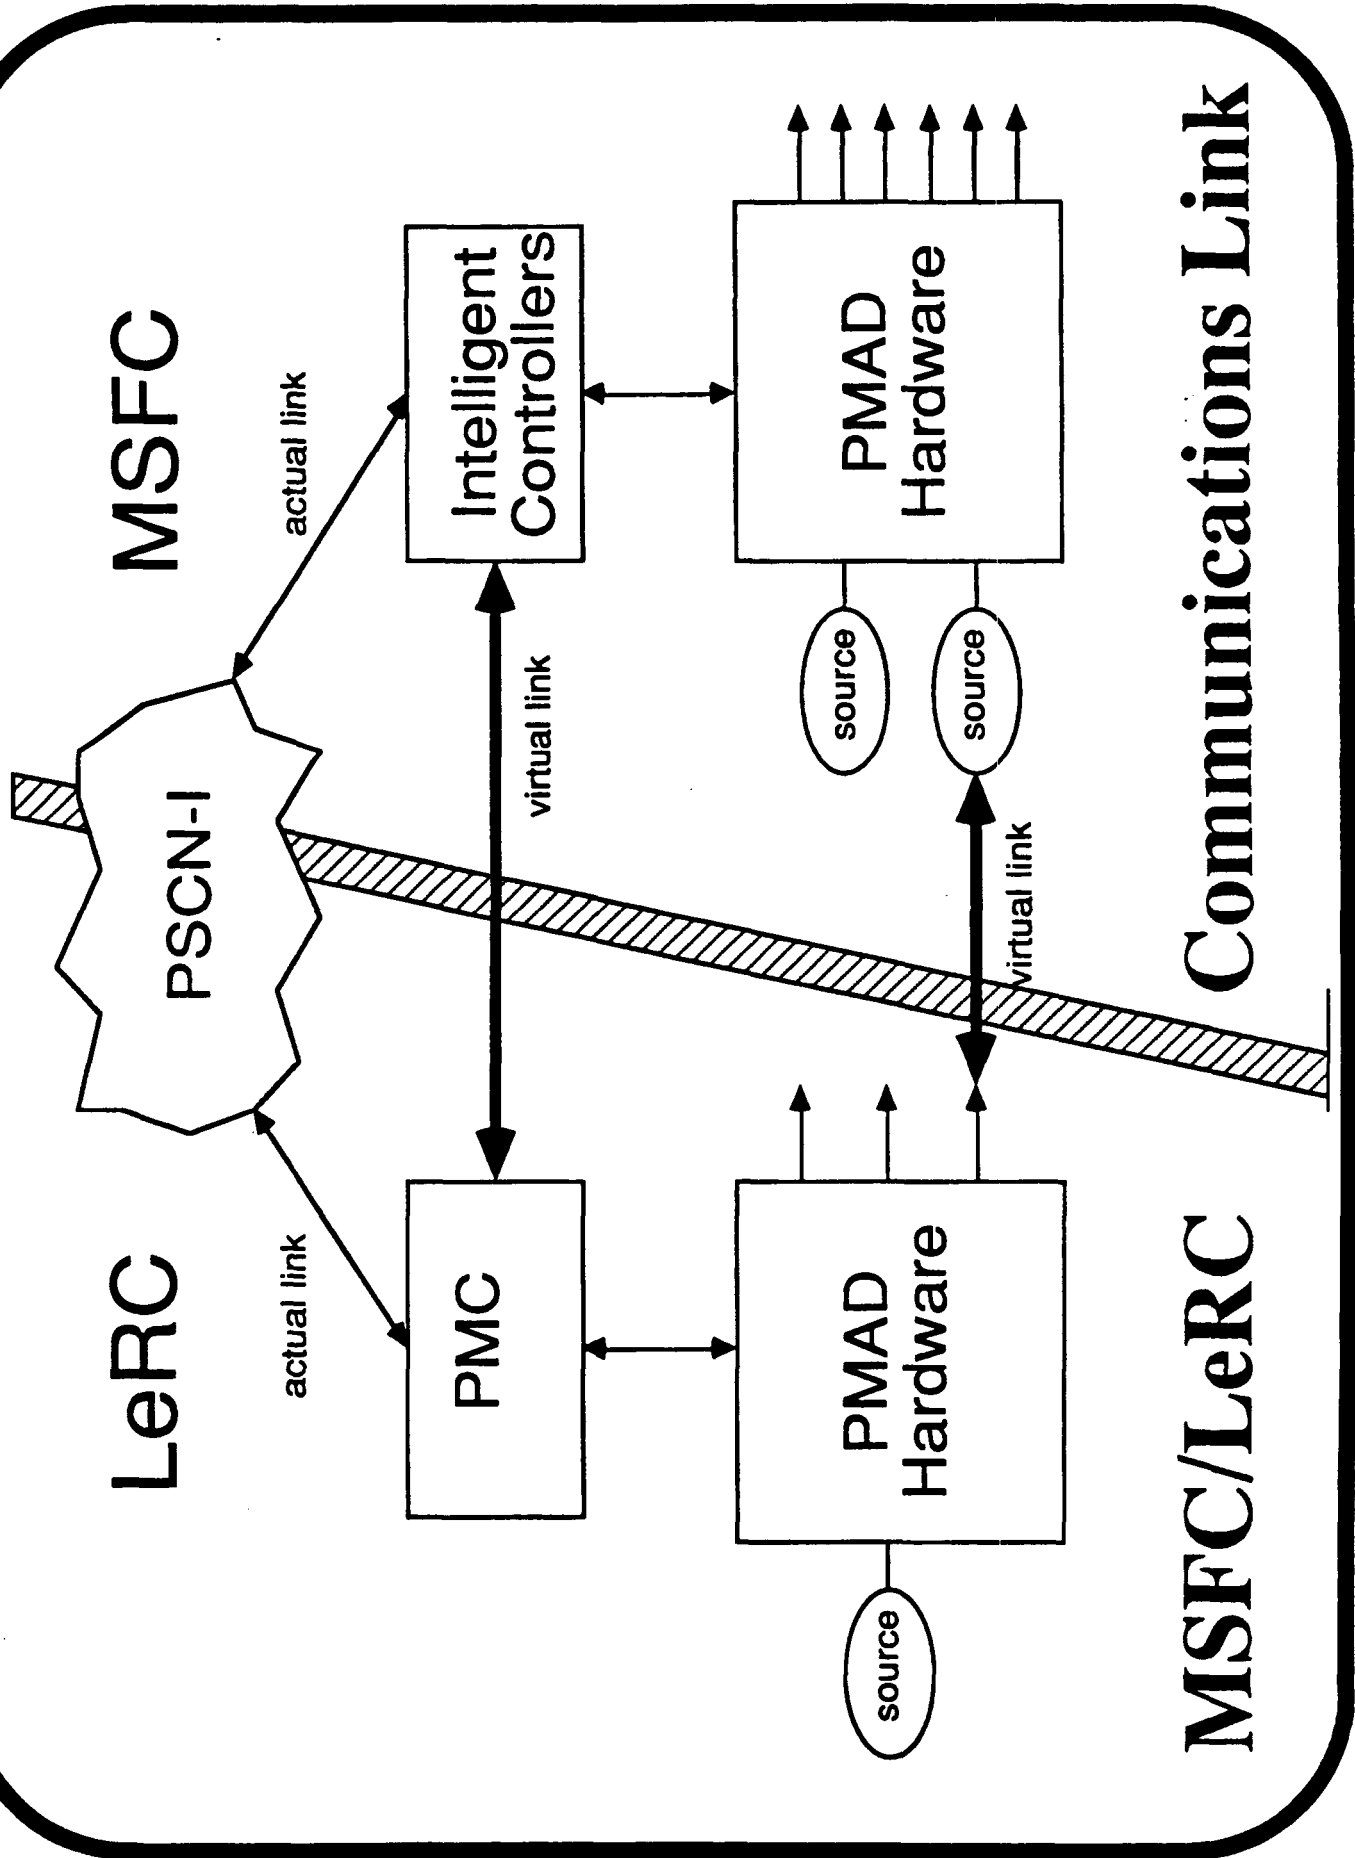 LeRC
MSFC
PSCN-I
actual link
actual link
PMC
virtual link
Intelligent
Controllers
source
PMAD
Hardware
virtual link
source
source
PMAD
Hardware
MSFC/LeRC Communications Link